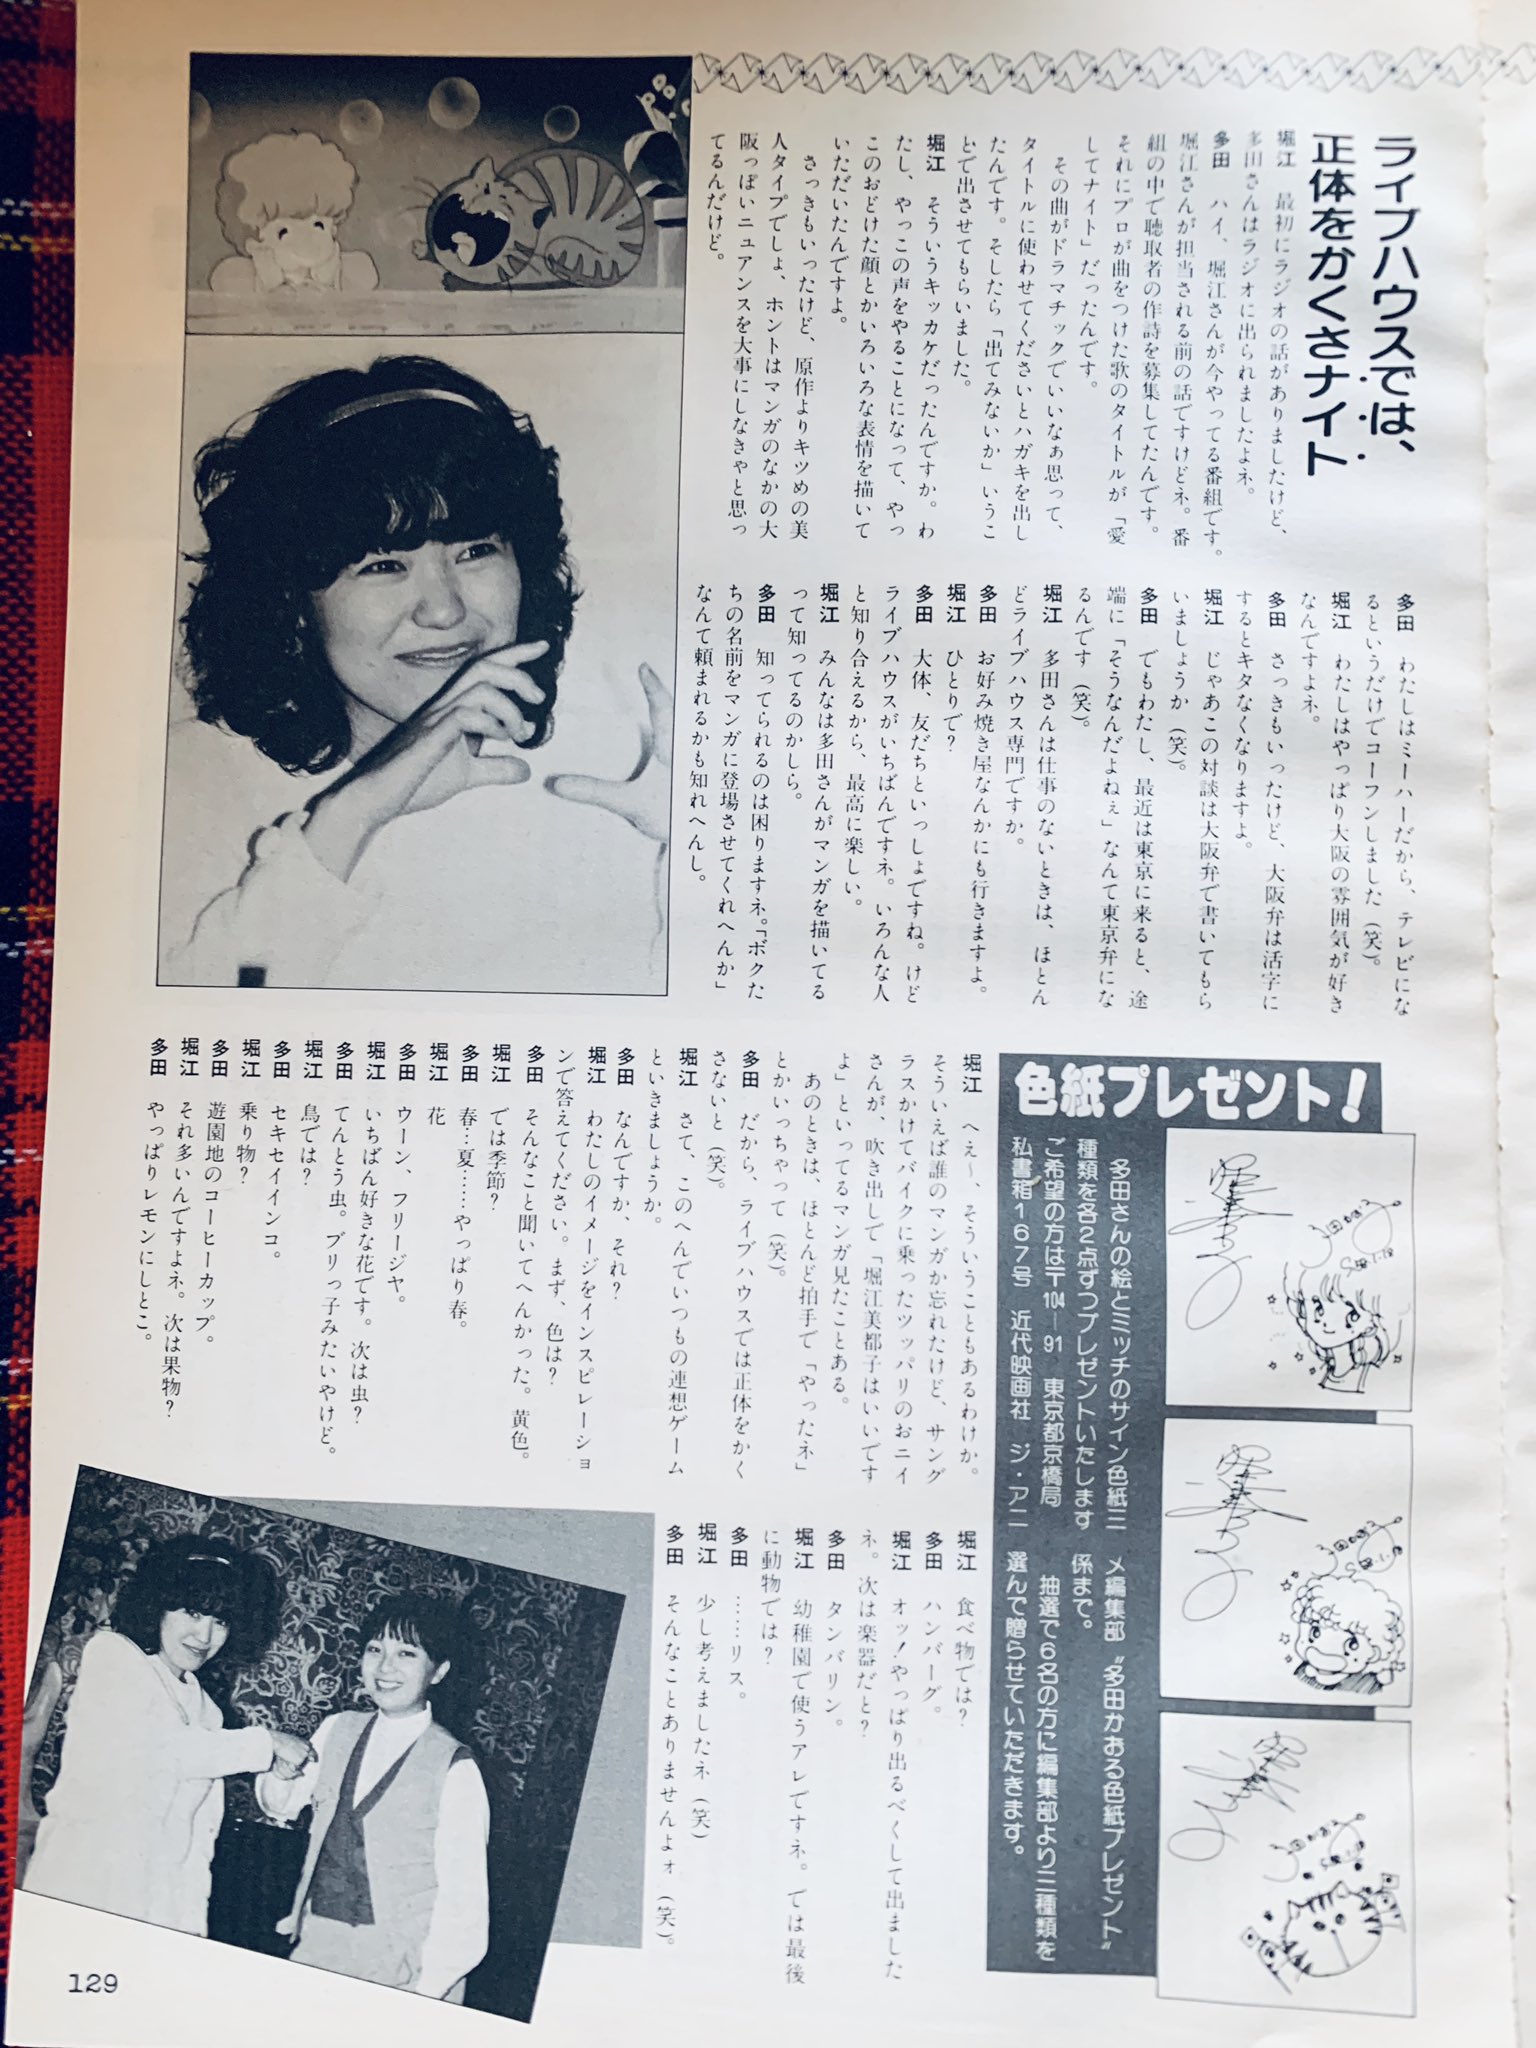 ライブハウスでは、
正体をかくさナイト
堀江　最初にラジオの話がありましたけど、
多田さんはラジオに出られましたよネ。
多田　ハイ、堀江さんが今やってる番組です。
堀江さんが担当される前の話ですけどネ。番
組の中で聴取者の作詩を募集してたんです。
それにプロが曲をつけた歌のタイトルが「愛
してナイト」だったんです。
その曲がドラマチックでいいなぁ思って、
タイトルに使わせてくださいとハガキを出し
たんです。そしたら「出てみないか」いうこ
とで出させてもらいました。
堀江　そういうキッカケだったんですか。わ
たし、やっこの声をやることになって、やっ
このおどけた顔とかいろいろな表情を描いて
いただいたんですよ。
さっきもいったけど、原作よりキツめの美
人タイプでしょ、ホントはマンガのなかの大
阪っぽいニュアンスを大事にしなきゃと思っ
てるんだけど。
多田　わたしはミーハーだから、テレビにな
るというだけでコーフンしました（笑）。
堀江　わたしはやっぱり大阪の雰囲気が好き
なんですよネ。
多田　さっきもいったけど、大阪弁は活字に
するとキタなくなりますよ。
堀江　じゃあこの対談は大阪弁で書いてもら
いましょうか（笑）。
多田　でもわたし、最近は東京に来ると、途
端に「そうなんだよねぇ」なんて東京弁にな
るんです（笑）。
堀江　多田さんは仕事のないときは、ほとん
どライブハウス専門ですか。
多田　お好み焼き屋なんかにも行きますよ。
堀江　ひとりで？
多田　大体、友だちといっしょですね。けど
ライブハウスがいちばんですネ。いろんな人
と知り合えるから、最高に楽しい。
堀江　みんなは多田さんがマンガを描いてる
って知ってるのかしら。
多田　知ってられるのは困りますネ。「ボクた
ちの名前をマンガに登場させてくれへんか」
なんて頼まれるかも知れへんし。
色紙プレゼント！
多田さんの絵とミッチのサイン色紙三
種類を各2点ずつプレゼントいたします
ご希望の方は〒104-91　東京都京橋局
私書箱167号　近代映画社　ジ・アニ
メ編集部〝多田かおる色紙プレゼント〟
係まで。
抽選で6名の方に編集部より三種類を
選んで贈らせていただきます。
堀江　へえ〜、そういうこともあるわけか。
そういえば誰のマンガか忘れたけど、サング
ラスかけてバイクに乗ったツッパリのおニイ
さんが、吹き出しで「堀江美都子はいいです
よ」といってるマンガ見たことある。
あのときは、ほとんど拍手で「やったネ」
とかいっちゃって（笑）。
多田　だから、ライブハウスでは正体をかく
さないと（笑）。
堀江　さて、このへんでいつもの連想ゲーム
といきましょうか。
多田　なんですか、それ？
堀江　わたしのイメージをインスピレーショ
ンで答えてください。まず、色は？
多田　そんなこと聞いてへんかった。黄色。
堀江　では季節？
多田　春…夏……やっぱり春。
堀江　花
多田　ウーン、フリージヤ。
堀江　いちばん好きな花です。次は虫？
多田　てんとう虫。ブリっ子みたいやけど。
堀江　鳥では？
多田　セキセイインコ。
堀江　乗り物？
多田　遊園地のコーヒーカップ。
堀江　それ多いんですよネ。次は果物？
多田　やっぱりレモンにしとこ。
堀江　食べ物では？
多田　ハンバーグ。
堀江　オッ！やっぱり出るべくして出ました
ネ。次は楽器だと？
多田　タンバリン。
堀江　幼稚園で使うアレですネ。では最後
に動物では？
多田　……リス。
堀江　少し考えましたネ（笑）
多田　そんなことありませんよォ（笑）。
129